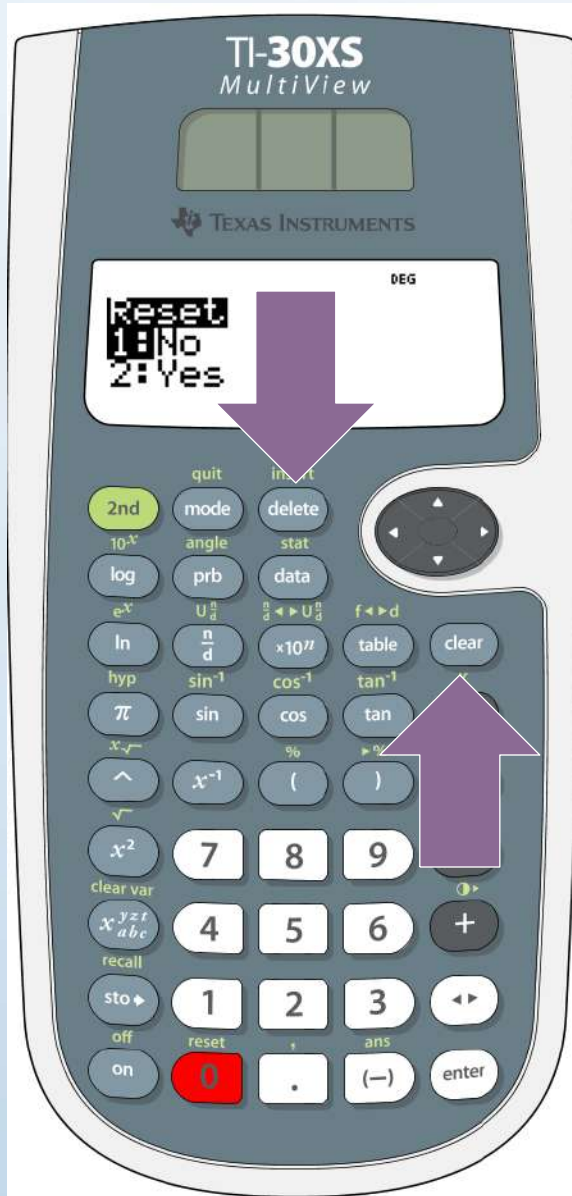 TI-30XS
MultiView
TEXAS INSTRUMENTS
DEG
Reset
1:No
2:Yes
quit
2nd mode delete
10ˣ angle stat
log prb data
eˣ U n/d n/d ◄► U n/d f◄►d
ln n/d ×10ⁿ table clear
hyp sin⁻¹ cos⁻¹ tan⁻¹
π sin cos tan
ˣ√ % ►%
^ x⁻¹ ( )
√
x² 7 8 9
clear var
x yzt abc 4 5 6 +
recall
sto► 1 2 3 ◄►
off reset , ans
on 0 . (—) enter